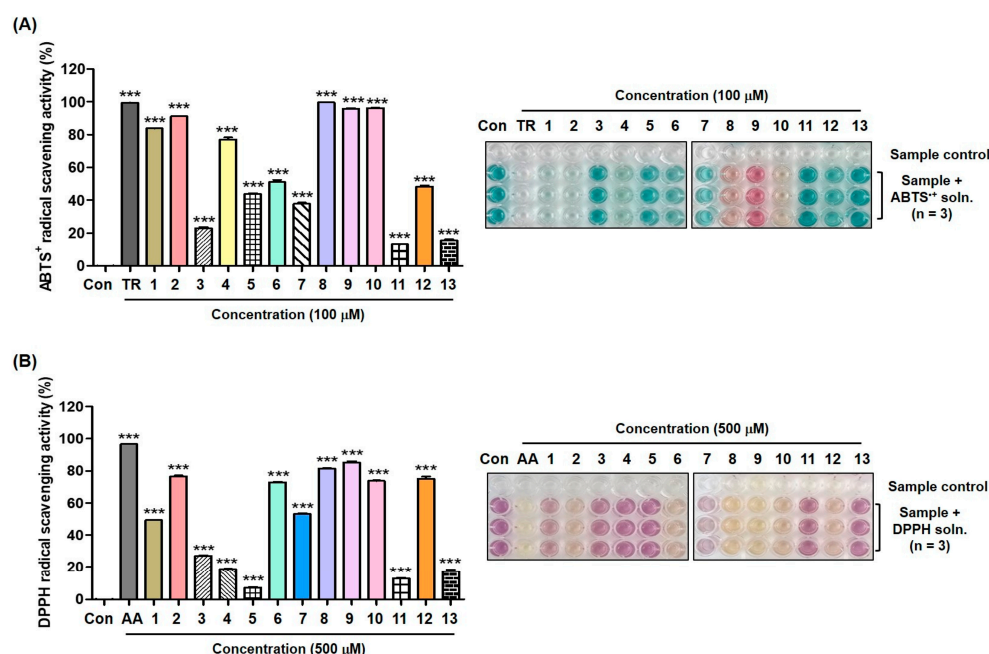 (A)
ABTS+ radical scavening activity (%)
120
100
80
60
40
20
0
*** *** *** *** *** *** *** *** *** *** *** *** *** ***
Con TR 1 2 3 4 5 6 7 8 9 10 11 12 13
Concentration (100 μM)
Concentration (100 μM)
Con TR 1 2 3 4 5 6 7 8 9 10 11 12 13
Sample control
Sample +
ABTS•+ soln.
(n = 3)
(B)
DPPH radical scavenging activity (%)
120
100
80
60
40
20
0
*** *** *** *** *** *** *** *** *** *** *** *** *** ***
Con AA 1 2 3 4 5 6 7 8 9 10 11 12 13
Concentration (500 μM)
Concentration (500 μM)
Con AA 1 2 3 4 5 6 7 8 9 10 11 12 13
Sample control
Sample +
DPPH soln.
(n = 3)